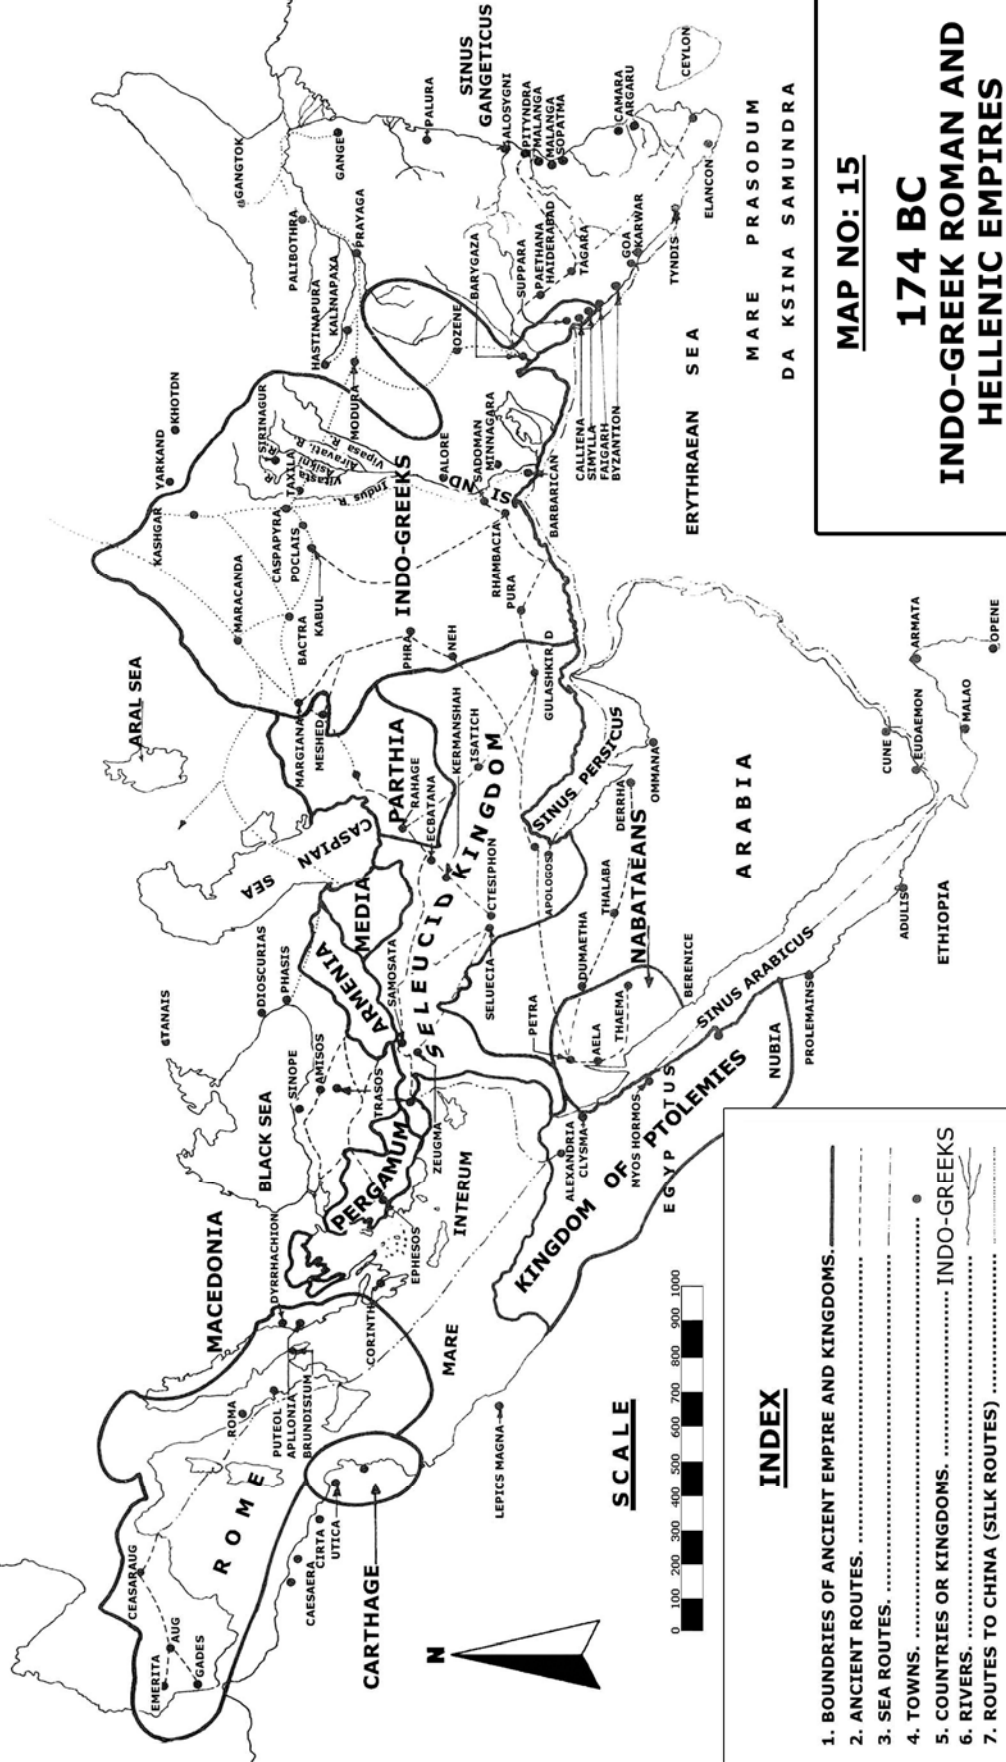 MAP NO: 15
174 BC
INDO-GREEK ROMAN AND
HELLENIC EMPIRES
ROME
CEASARAUG
EMERITA
AUG
GADES
CAESAERA
CIRTA
UTICA
CARTHAGE
ROMA
PUTEOL
APLLONIA
BRUNDISIUM
DYRRHACHION
MACEDONIA
CORINTH
LEPICS MAGNA
MARE
INTERUM
EPHESOS
PERGAMUM
BLACK SEA
SINOPE
AMISOS
TRASOS
ZEUGMA
TANAIS
DIOSCURIAS
PHASIS
ARMENIA
MEDIA
SAMOSATA
SELEUCID KINGDOM
CASPIAN
SEA
ARAL SEA
PARTHIA
RAHAGE
ECBATANA
KERMANSHAH
ISATICH
CTESIPHON
SELUECIA
APOLOGOS
SINUS PERSICUS
GULASHKIRD
MARGIANA
MESHED
PHRA
NEH
INDO-GREEKS
MARACANDA
BACTRA
KABUL
CASPAPYRA
POCLAIS
TAXILA
SIRINAGUR
KASHGAR
YARKAND
KHOTDN
Vitasta R.
Asikni R.
Airavati. R.
Vipasa R.
Indus R.
SIND
ALORE
SADOMAN
MINNAGARA
RHAMBACIA
PURA
BARBARICAN
MODURA
HASTINAPURA
KALINAPAXA
PALIBOTHRA
PRAYAGA
GANGTOK
GANGE
PALURA
SINUS
GANGETICUS
OZENE
BARYGAZA
SUPPARA
PAETHANA
HAIDERABAD
TAGARA
ALOSYGNI
PITYNDRA
MALANGA
MALANGA
SOPATMA
CAMARA
ARGARU
CEYLON
GOA
KARWAR
TYNDIS
ELANCON
CALLIENA
SIMYLLA
FAIGARH
BYZANTION
ERYTHRAEAN SEA
MARE PRASODUM
DA KSINA SAMUNDRA
KINGDOM OF PTOLEMIES
ALEXANDRIA
CLYSMA
MYOS HORMOS
EGYPTUS
NUBIA
PROLEMAINS
BERENICE
SINUS ARABICUS
PETRA
AELA
THAEMA
DUMAETHA
NABATAEANS
THALABA
DERRHA
OMMANA
ARABIA
CUNE
EUDAEMON
ARMATA
MALAO
OPENE
ADULIS
ETHIOPIA
N
SCALE
0 100 200 300 400 500 600 700 800 900 1000
INDEX
1. BOUNDRIES OF ANCIENT EMPIRE AND KINGDOMS.
2. ANCIENT ROUTES.
3. SEA ROUTES.
4. TOWNS.
5. COUNTRIES OR KINGDOMS. INDO-GREEKS
6. RIVERS.
7. ROUTES TO CHINA (SILK ROUTES)